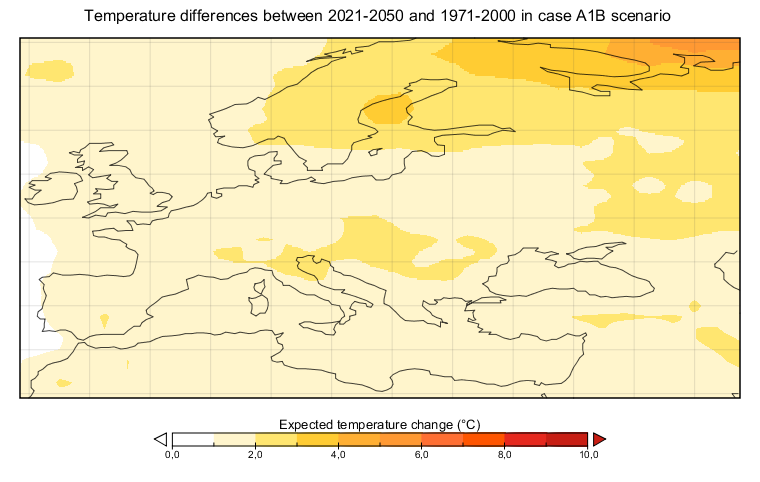 Temperature differences between 2021-2050 and 1971-2000 in case A1B scenario
Expected temperature change (°C)
0,0 2,0 4,0 6,0 8,0 10,0